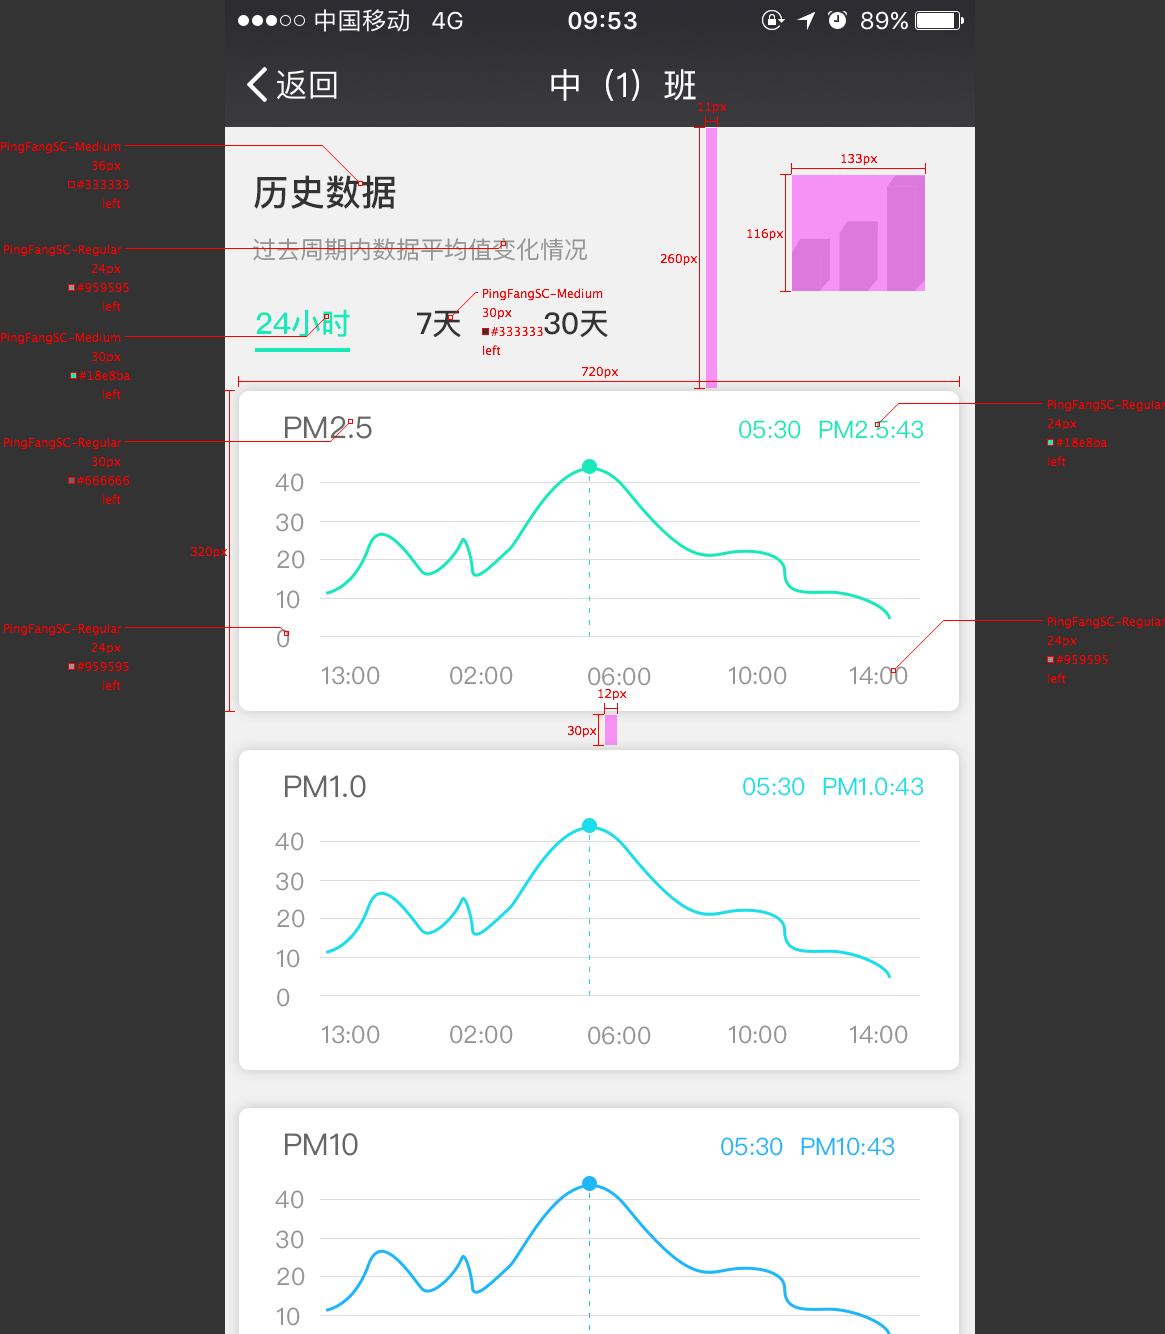 中国移动 4G 09:53 89%
返回 中（1）班
11px
PingFangSC-Medium
36px
#333333
left
历史数据
133px
116px
260px
PingFangSC-Regular
24px
#959595
left
过去周期内数据平均值变化情况
PingFangSC-Medium
30px
#18e8ba
left
24小时 7天 30天
PingFangSC-Medium
30px
#333333
left
720px
PingFangSC-Regular
30px
#666666
left
PM2.5 05:30 PM2.5:43
PingFangSC-Regular
24px
#18e8ba
left
320px
40
30
20
10
0
PingFangSC-Regular
24px
#959595
left
PingFangSC-Regular
24px
#959595
left
13:00 02:00 06:00 10:00 14:00
12px
30px
PM1.0 05:30 PM1.0:43
40
30
20
10
0
13:00 02:00 06:00 10:00 14:00
PM10 05:30 PM10:43
40
30
20
10